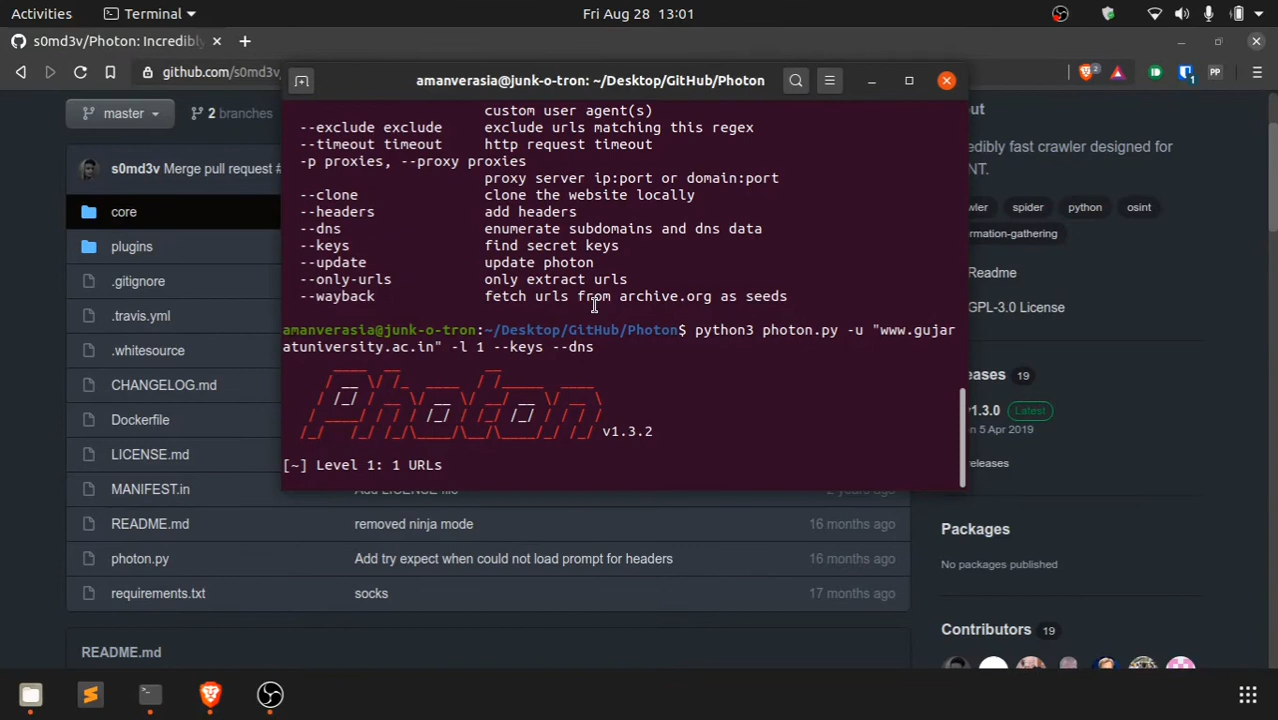 Activities
Terminal
Fri Aug 28 13:01
s0md3v/Photon: Incredibly
github.com/s0md3v
2
PP
amanverasia@junk-o-tron: ~/Desktop/GitHub/Photon
master
2 branches
s0md3v Merge pull request #
core
plugins
.gitignore
.travis.yml
.whitesource
CHANGELOG.md
Dockerfile
LICENSE.md
MANIFEST.in
Add LICENSE file
2 years ago
README.md
removed ninja mode
16 months ago
photon.py
Add try expect when could not load prompt for headers
16 months ago
requirements.txt
socks
17 months ago
README.md
custom user agent(s)
--exclude exclude exclude urls matching this regex
--timeout timeout http request timeout
-p proxies, --proxy proxies
proxy server ip:port or domain:port
--clone clone the website locally
--headers add headers
--dns enumerate subdomains and dns data
--keys find secret keys
--update update photon
--only-urls only extract urls
--wayback fetch urls from archive.org as seeds
amanverasia@junk-o-tron:~/Desktop/GitHub/Photon$ python3 photon.py -u "www.gujar
atuniversity.ac.in" -l 1 --keys --dns
Photon
v1.3.2
[~] Level 1: 1 URLs
out
edibly fast crawler designed for
NT.
wler
spider
python
osint
rmation-gathering
Readme
GPL-3.0 License
eases 19
v1.3.0 Latest
on 5 Apr 2019
releases
Packages
No packages published
Contributors 19